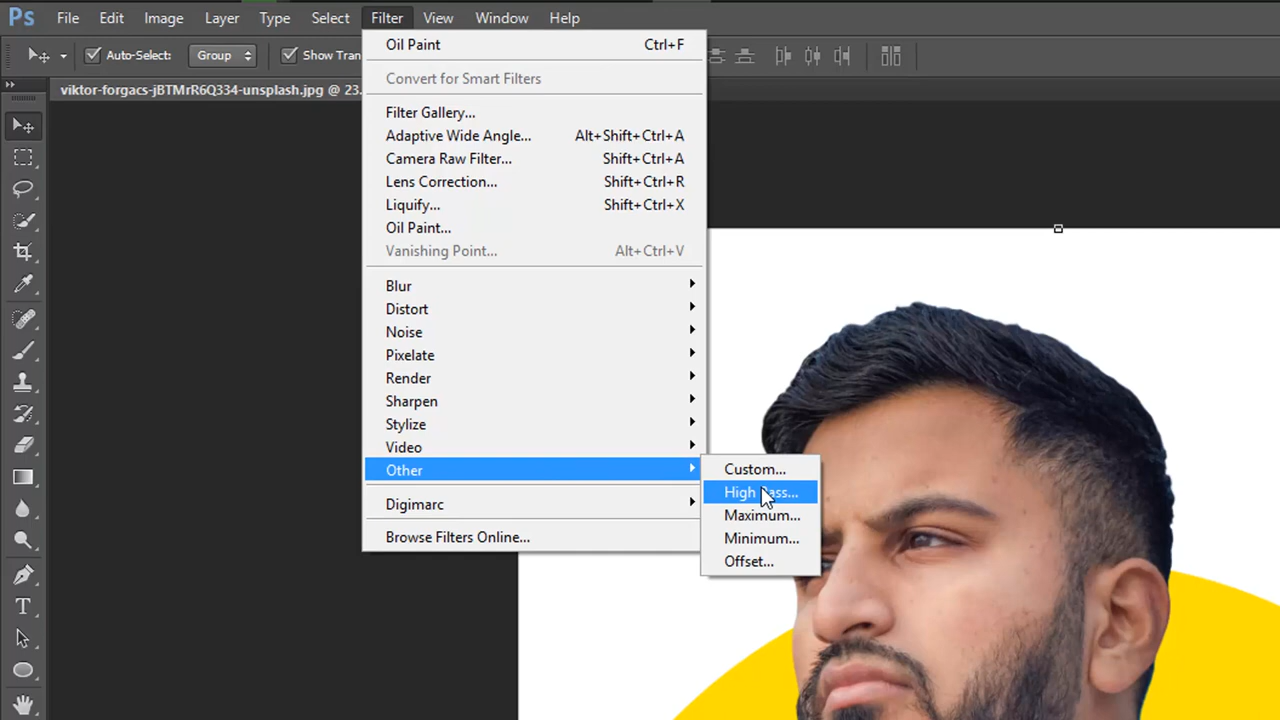 Ps File Edit Image Layer Type Select Filter View Window Help
Auto-Select: Group Show Tran
viktor-forgacs-jBTMrR6Q334-unsplash.jpg @ 23.
Oil Paint Ctrl+F
Convert for Smart Filters
Filter Gallery...
Adaptive Wide Angle... Alt+Shift+Ctrl+A
Camera Raw Filter... Shift+Ctrl+A
Lens Correction... Shift+Ctrl+R
Liquify... Shift+Ctrl+X
Oil Paint...
Vanishing Point... Alt+Ctrl+V
Blur
Distort
Noise
Pixelate
Render
Sharpen
Stylize
Video
Other
Digimarc
Browse Filters Online...
Custom...
High Pass...
Maximum...
Minimum...
Offset...
T